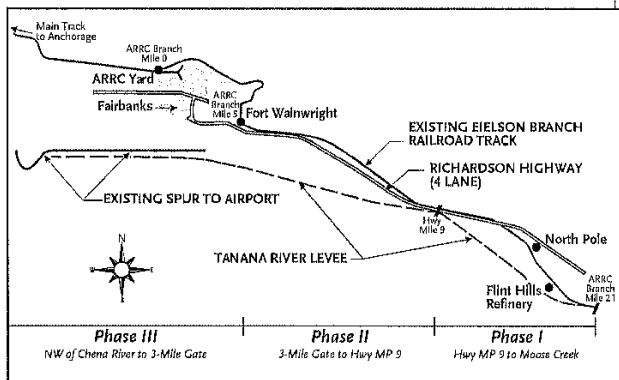 Main Track
to Anchorage
ARRC Branch
Mile 0
ARRC Yard
Fairbanks
ARRC
Branch
Mile 5
Fort Wainwright
EXISTING EIELSON BRANCH
RAILROAD TRACK
RICHARDSON HIGHWAY
(4 LANE)
EXISTING SPUR TO AIRPORT
Hwy
Mile 9
North Pole
TANANA RIVER LEVEE
N
W
E
S
Flint Hills
Refinery
ARRC
Branch
Mile 21
Phase III
NW of Chena River to 3-Mile Gate
Phase II
3-Mile Gate to Hwy MP 9
Phase I
Hwy MP 9 to Moose Creek